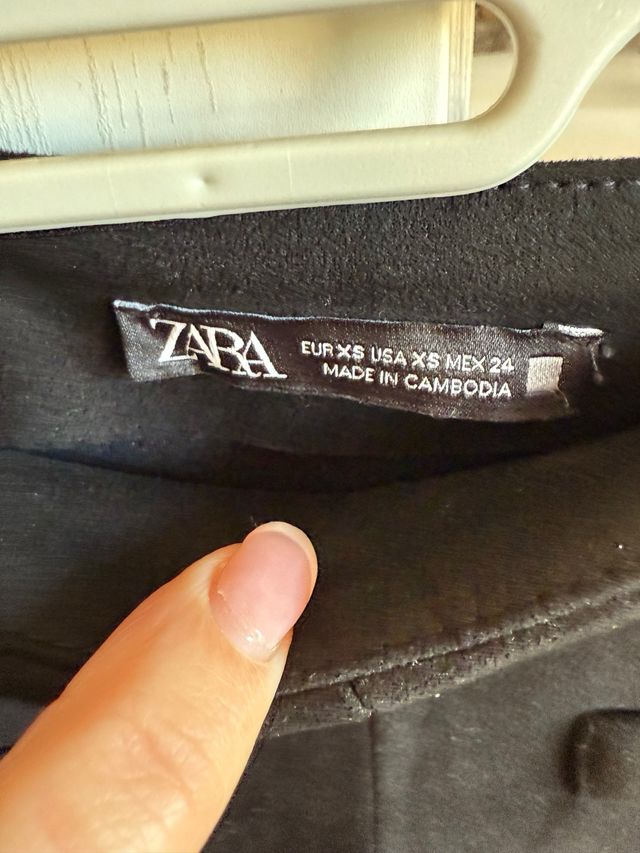 ZARA
EUR XS USA XS MEX 24
MADE IN CAMBODIA